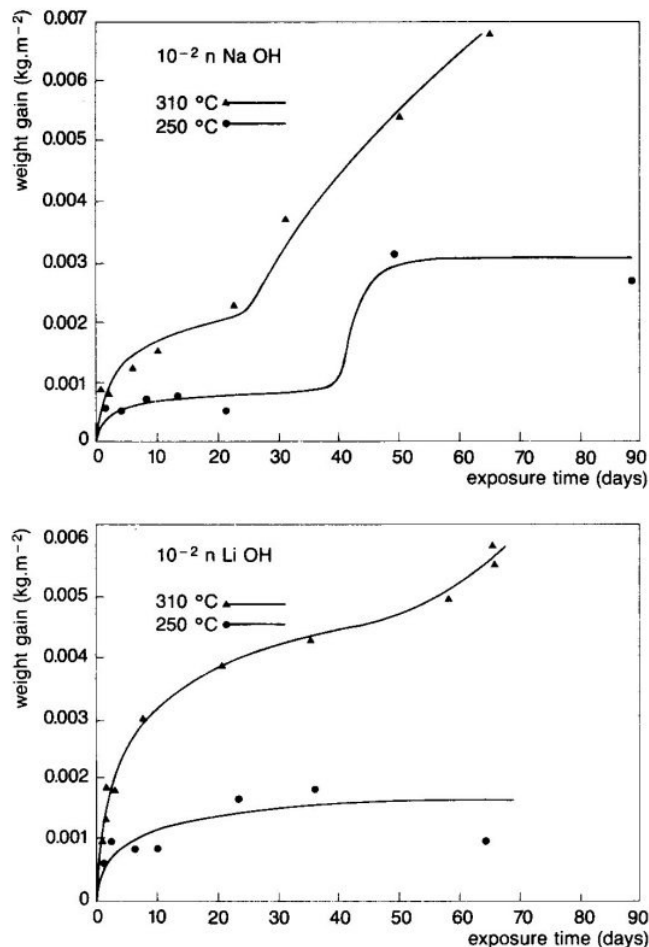 weight gain (kg.m⁻²)
0.007
0.006
0.005
0.004
0.003
0.002
0.001
0
10⁻² n Na OH
310 °C
250 °C
0 10 20 30 40 50 60 70 80 90
exposure time (days)
weight gain (kg.m⁻²)
0.006
0.005
0.004
0.003
0.002
0.001
0
10⁻² n Li OH
310 °C
250 °C
0 10 20 30 40 50 60 70 80 90
exposure time (days)